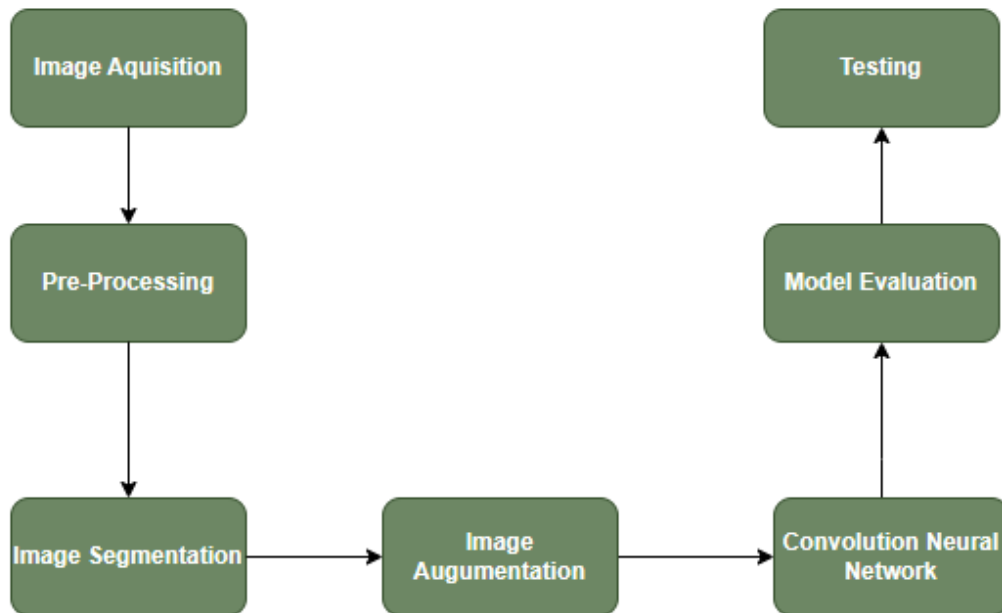 Image Aquisition
Pre-Processing
Image Segmentation
Image
Augumentation
Convolution Neural
Network
Model Evaluation
Testing